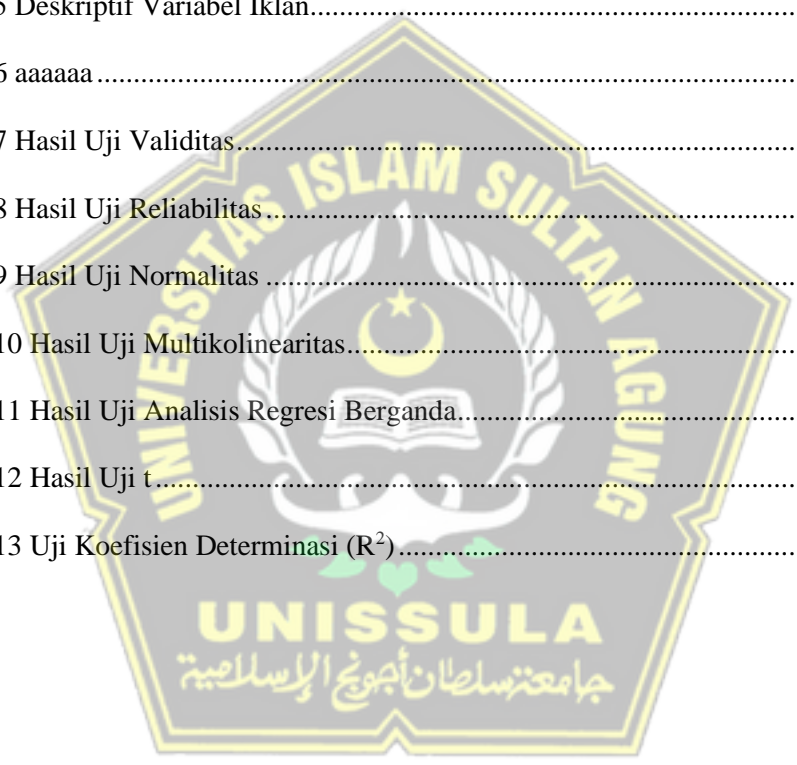 5 Deskriptif Variabel Iklan....................................................................
6 aaaaaa................................................................................................
7 Hasil Uji Validitas.............................................................................
8 Hasil Uji Reliabilitas.........................................................................
9 Hasil Uji Normalitas .........................................................................
10 Hasil Uji Multikolinearitas..............................................................
11 Hasil Uji Analisis Regresi Berganda...............................................
12 Hasil Uji t........................................................................................
13 Uji Koefisien Determinasi (R²).......................................................
UNIVERSITAS ISLAM SULTAN AGUNG
UNISSULA
جامعة سلطان أجونج الإسلامية